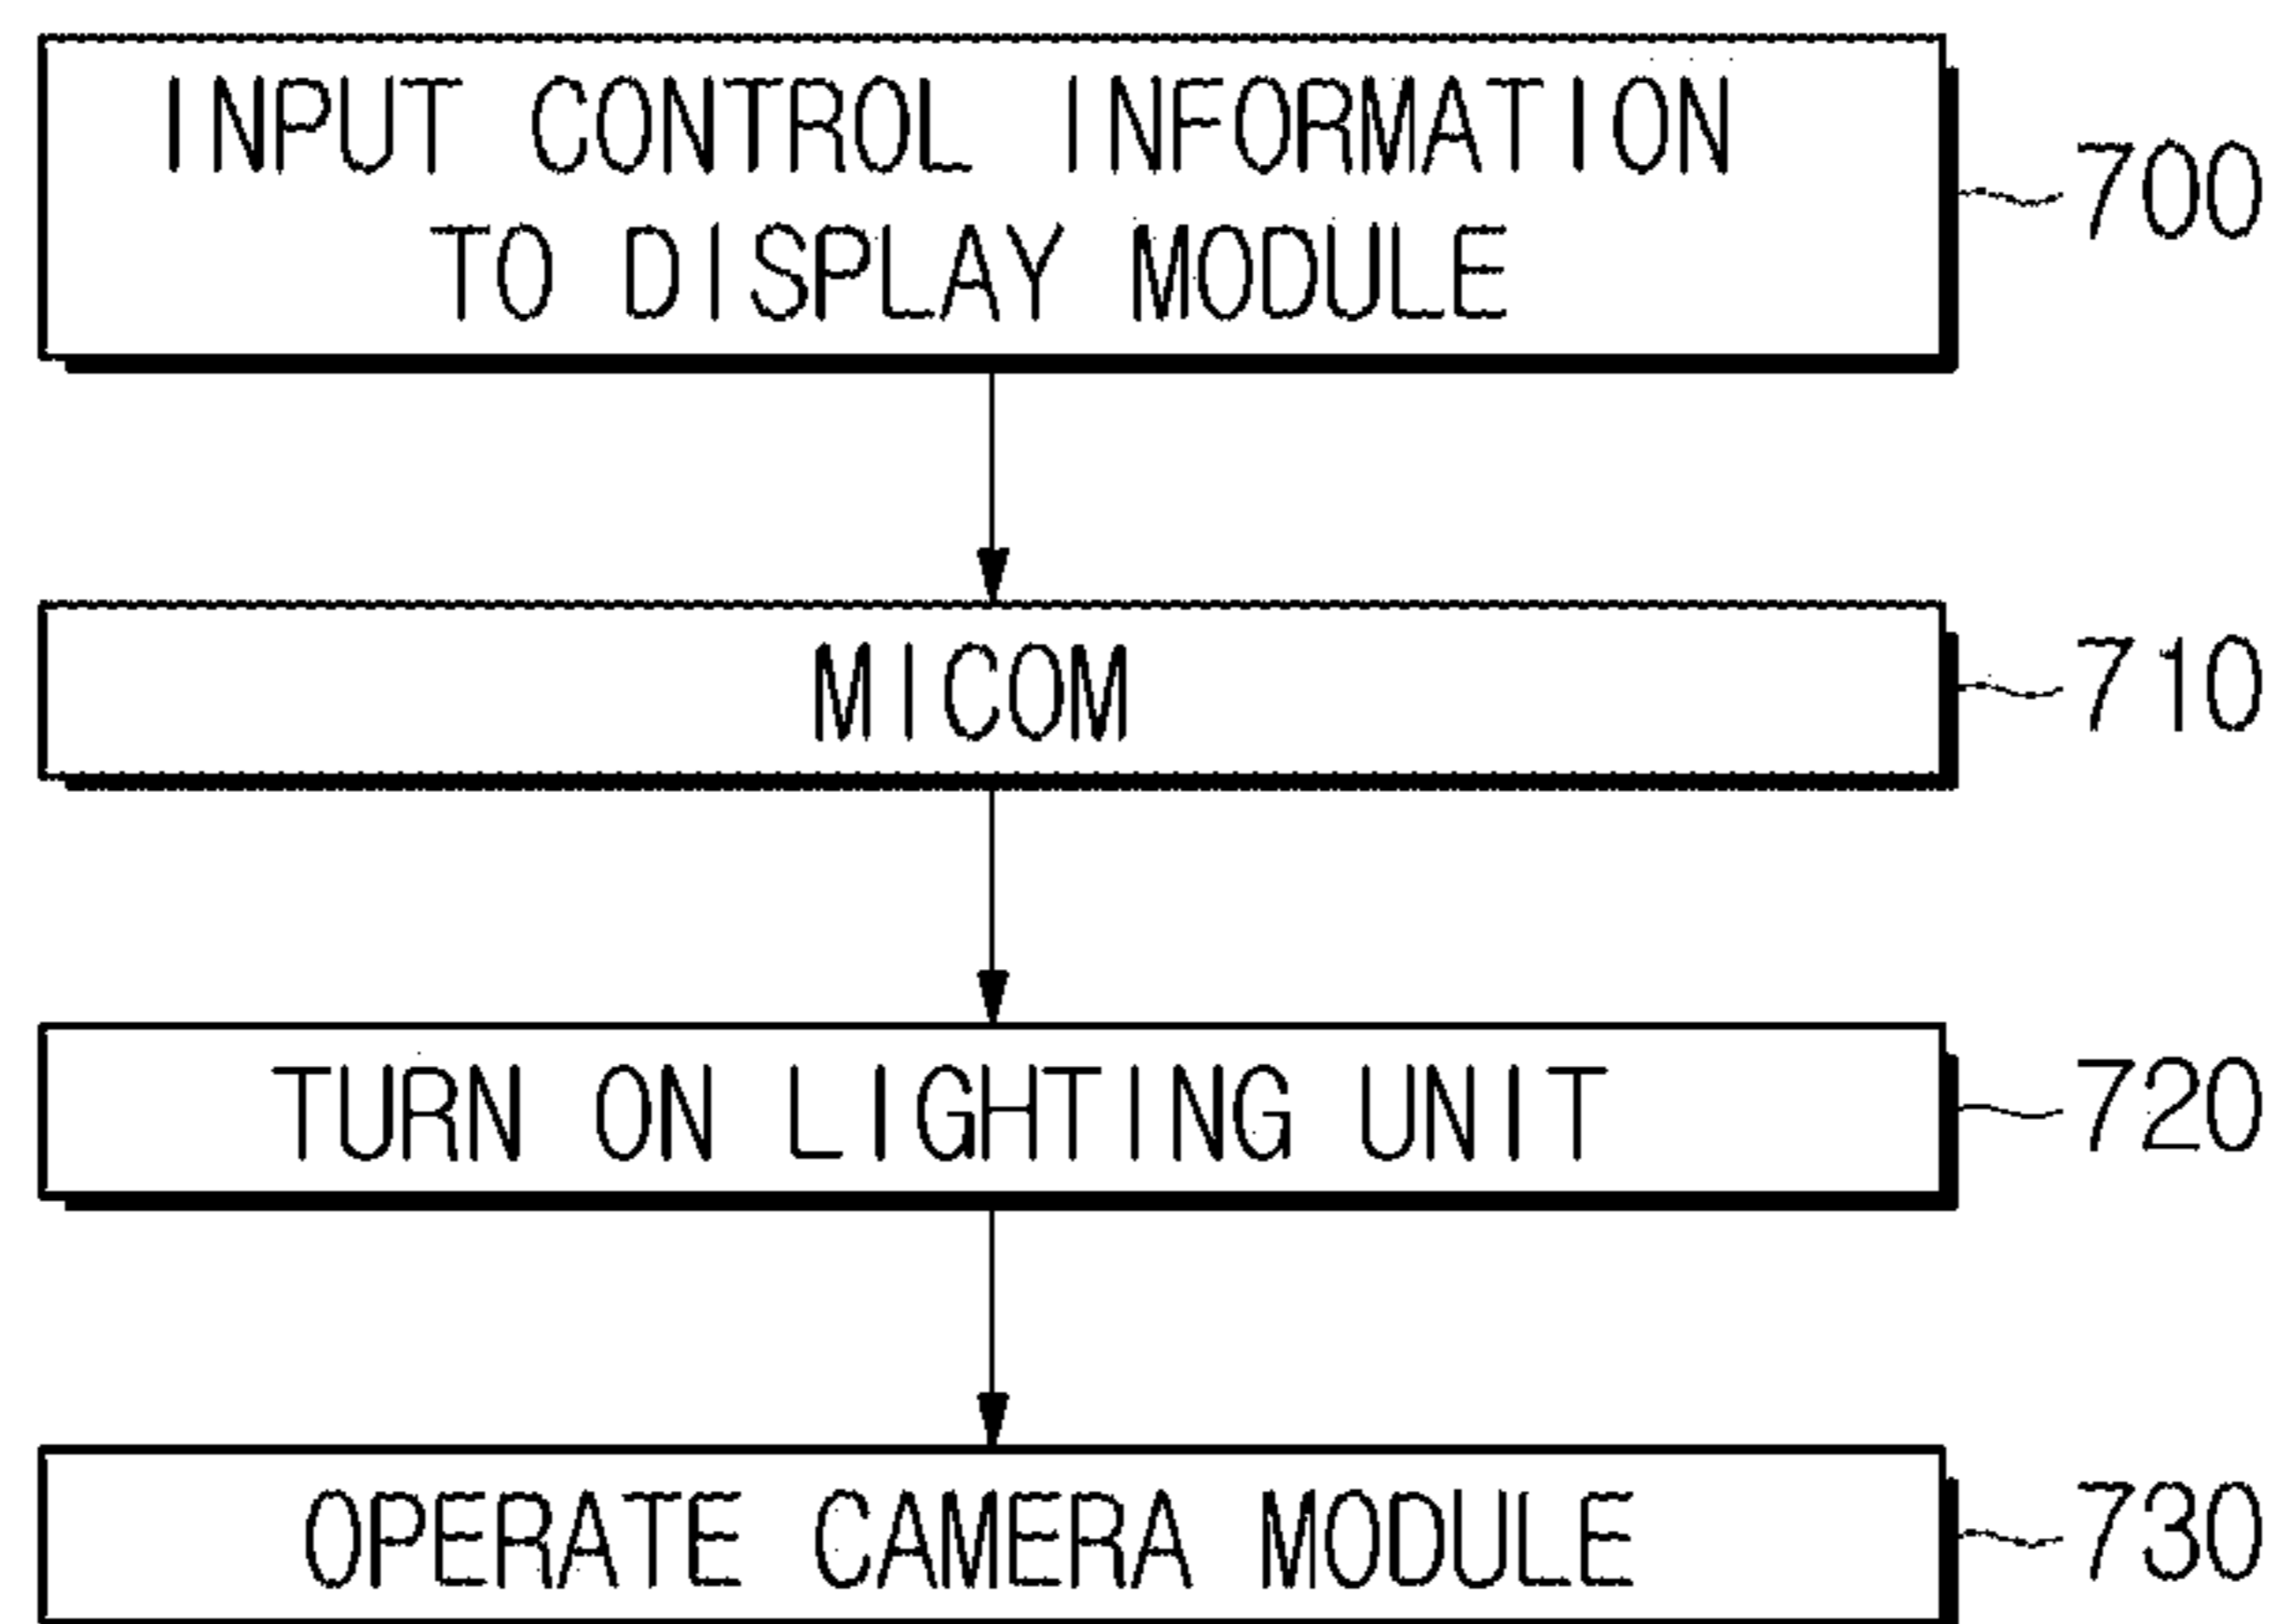 INPUT CONTROL INFORMATION
TO DISPLAY MODULE
700
MICOM
710
TURN ON LIGHTING UNIT
720
OPERATE CAMERA MODULE
730